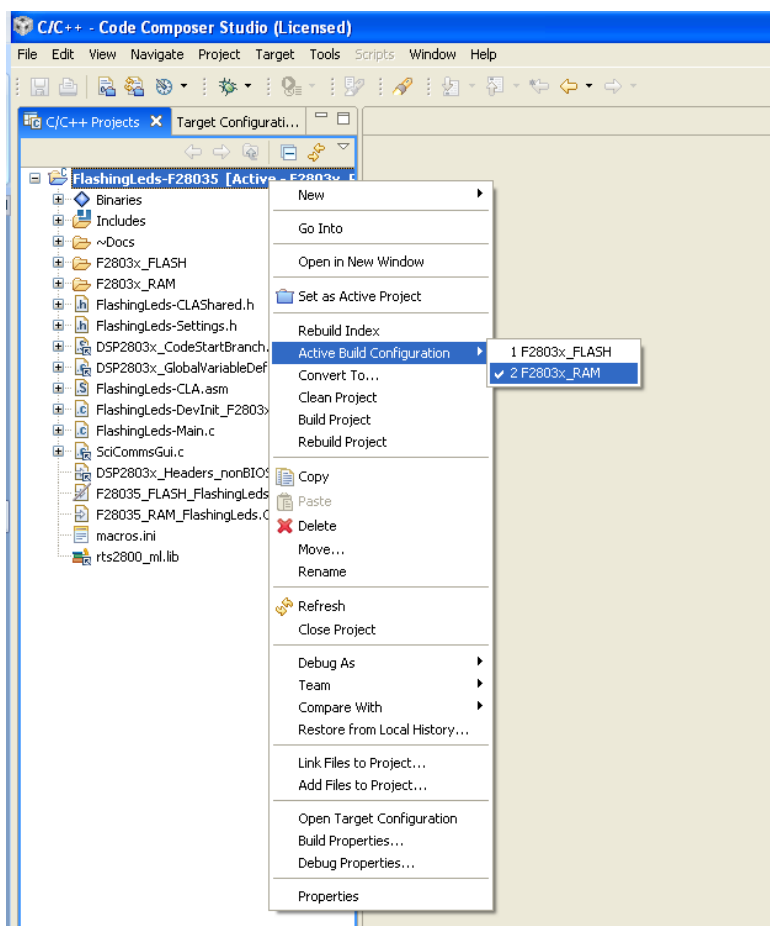 C/C++ - Code Composer Studio (Licensed)
File Edit View Navigate Project Target Tools Scripts Window Help
C/C++ Projects Target Configurati...
FlashingLeds-F28035 [Active - F2803x_
Binaries
Includes
~Docs
F2803x_FLASH
F2803x_RAM
FlashingLeds-CLAShared.h
FlashingLeds-Settings.h
DSP2803x_CodeStartBranch.
DSP2803x_GlobalVariableDef
FlashingLeds-CLA.asm
FlashingLeds-DevInit_F2803x
FlashingLeds-Main.c
SciCommsGui.c
DSP2803x_Headers_nonBIOS
F28035_FLASH_FlashingLeds
F28035_RAM_FlashingLeds.C
macros.ini
rts2800_ml.lib
New
Go Into
Open in New Window
Set as Active Project
Rebuild Index
Active Build Configuration
Convert To...
Clean Project
Build Project
Rebuild Project
Copy
Paste
Delete
Move...
Rename
Refresh
Close Project
Debug As
Team
Compare With
Restore from Local History...
Link Files to Project...
Add Files to Project...
Open Target Configuration
Build Properties...
Debug Properties...
Properties
1 F2803x_FLASH
2 F2803x_RAM